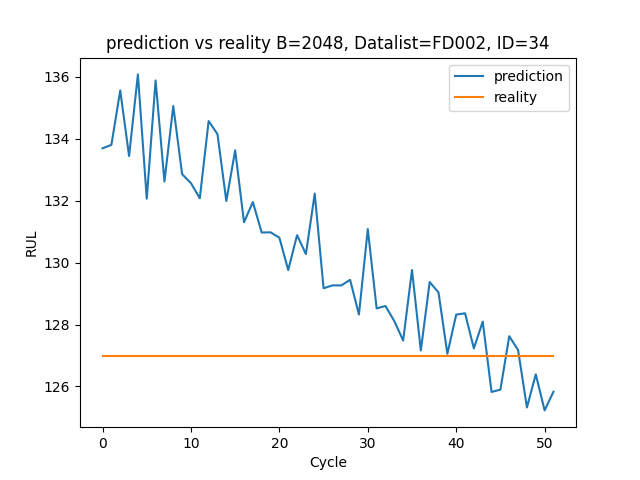 prediction vs reality B=2048, Datalist=FD002, ID=34
136
134
132
130
128
126
RUL
prediction
reality
0
10
20
30
40
50
Cycle